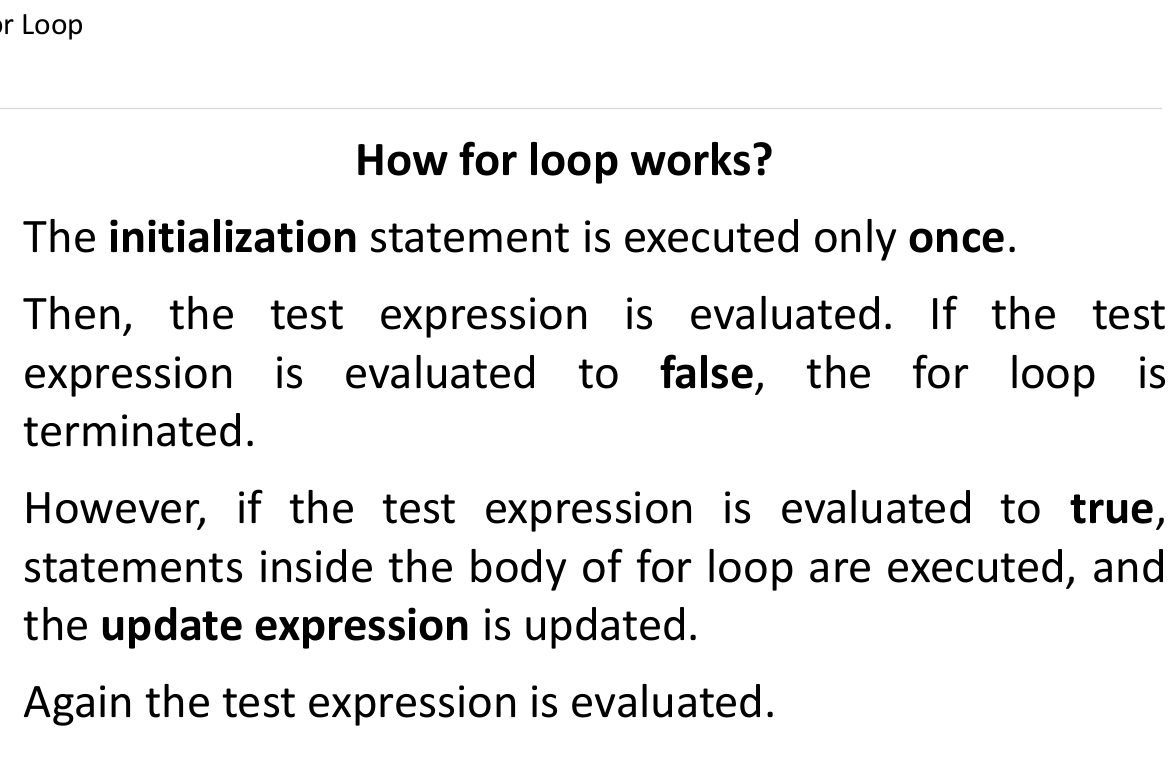 or Loop
How for loop works?
The initialization statement is executed only once.
Then, the test expression is evaluated. If the test
expression is evaluated to false, the for loop is
terminated.
However, if the test expression is evaluated to true,
statements inside the body of for loop are executed, and
the update expression is updated.
Again the test expression is evaluated.